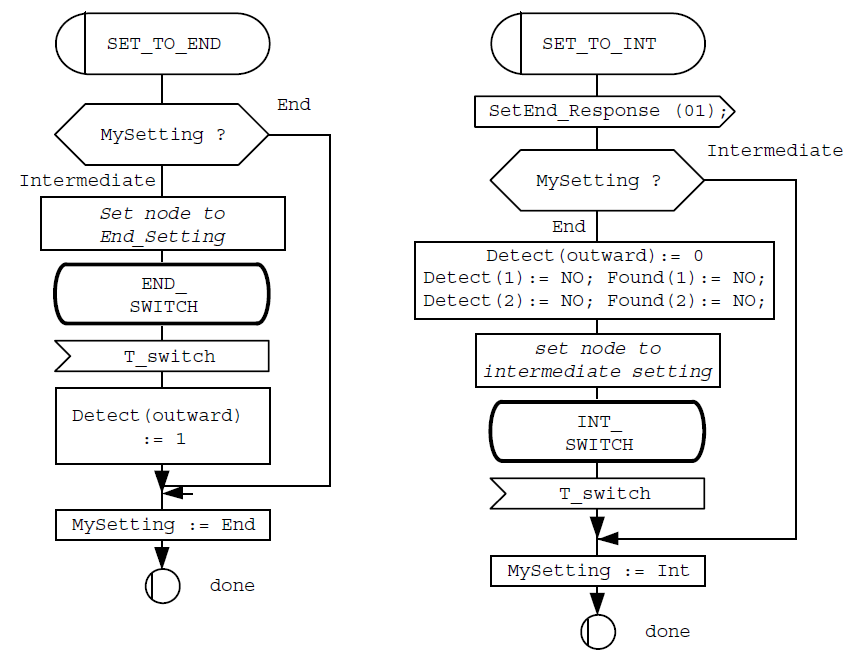 SET_TO_END
End
MySetting ?
Intermediate
Set node to
End_Setting
END_
SWITCH
T_switch
Detect(outward)
:= 1
MySetting := End
done
SET_TO_INT
SetEnd_Response (01);
Intermediate
MySetting ?
End
Detect(outward):= 0
Detect(1):= NO; Found(1):= NO;
Detect(2):= NO; Found(2):= NO;
set node to
intermediate setting
INT_
SWITCH
T_switch
MySetting := Int
done